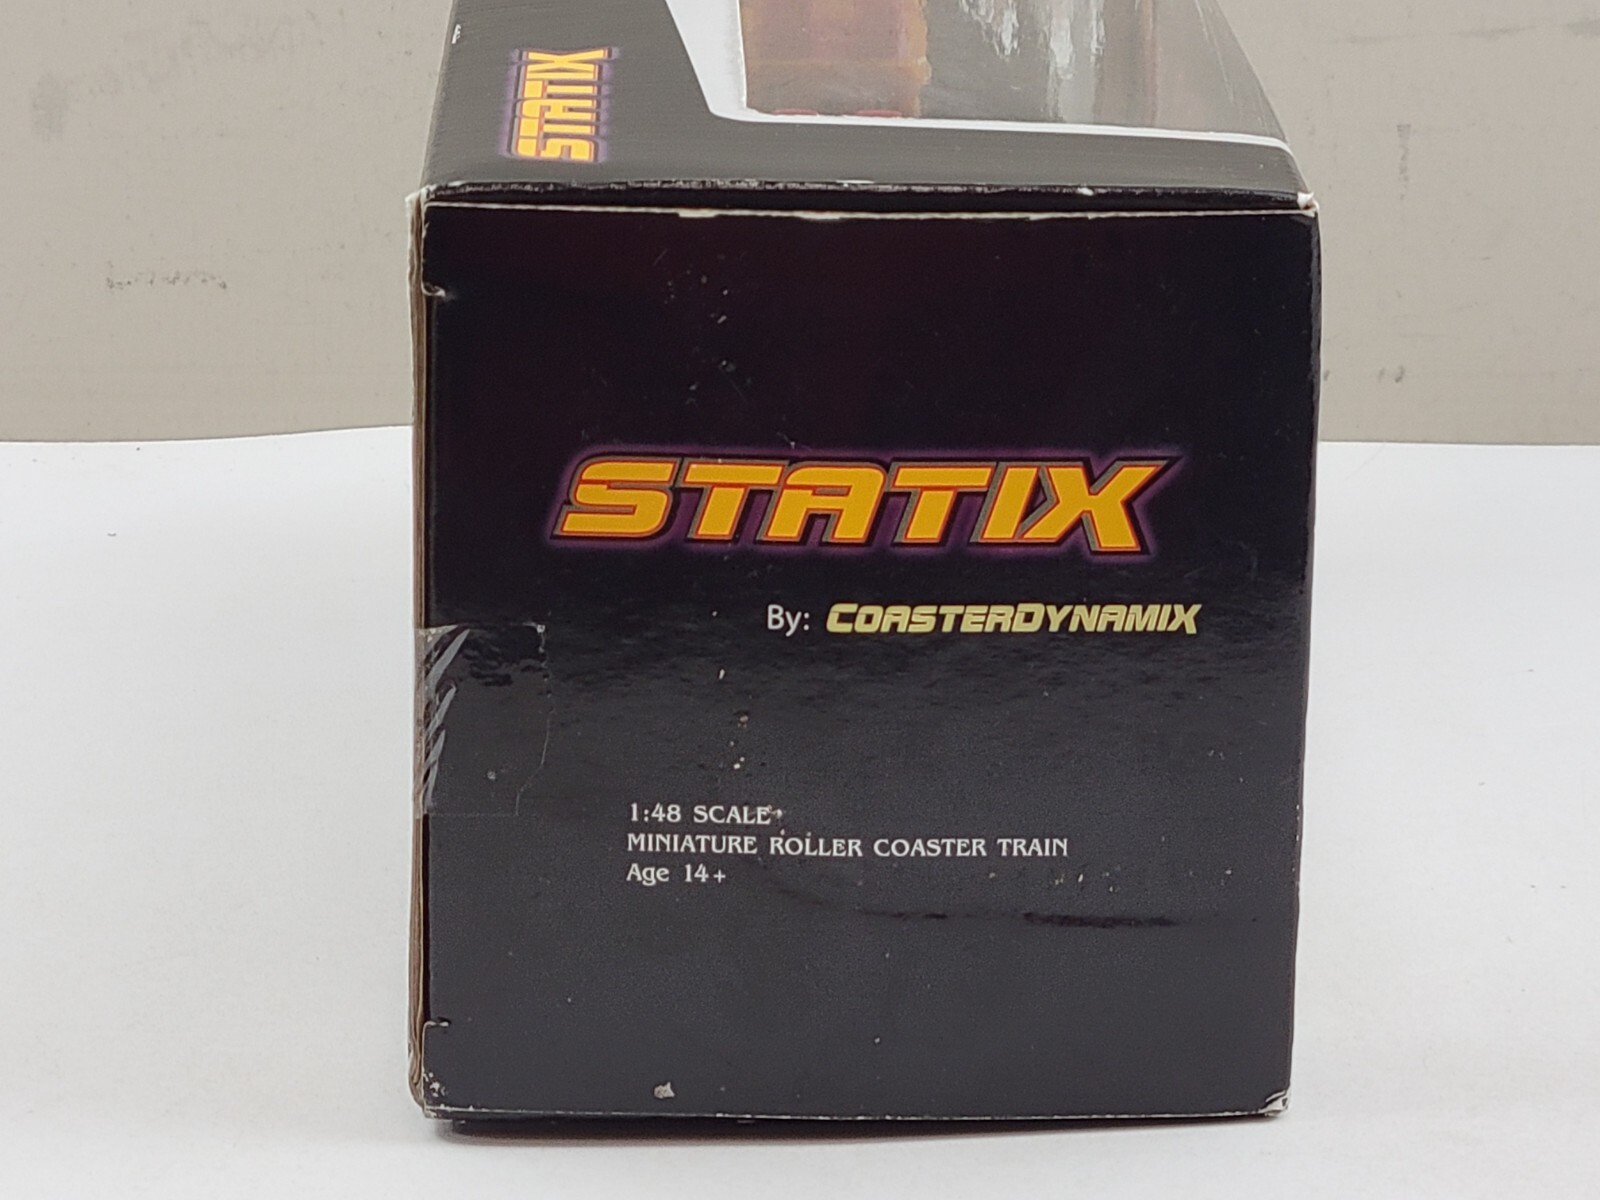 STATIX
STATIX
By: COASTERDYNAMIX
1:48 SCALE
MINIATURE ROLLER COASTER TRAIN
Age 14+